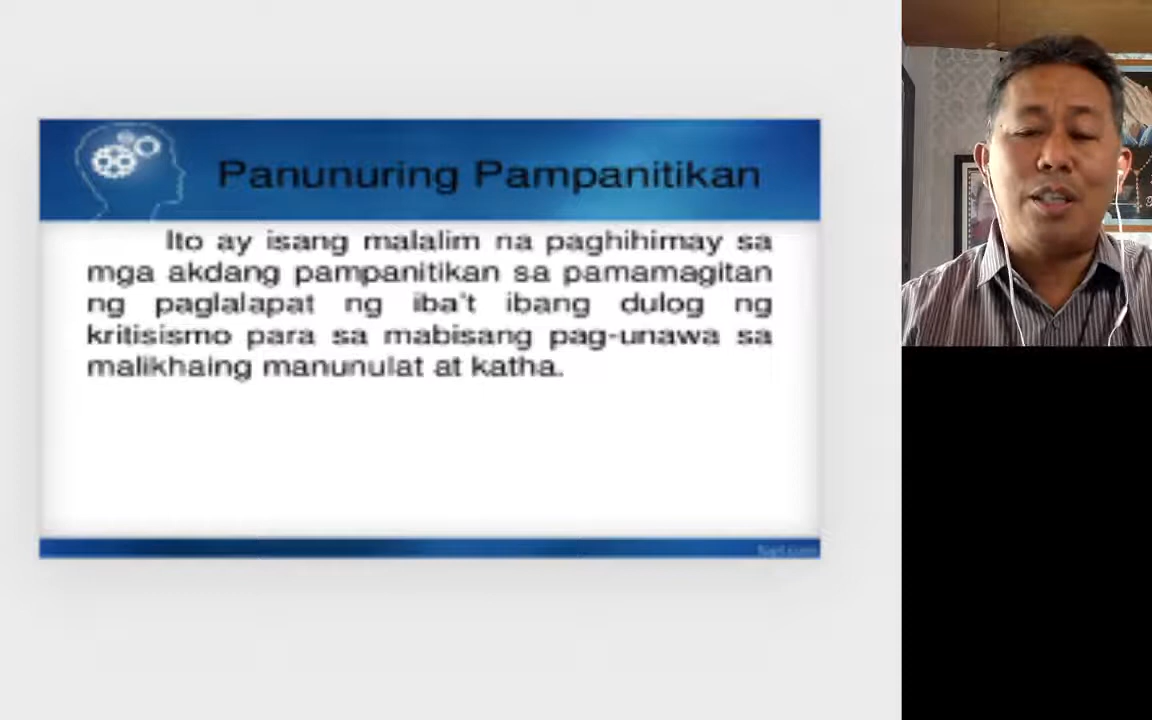 Panunuring Pampanitikan
Ito ay isang malalim na paghihimay sa
mga akdang pampanitikan sa pamamagitan
ng paglalapat ng iba't ibang dulog ng
kritisismo para sa mabisang pag-unawa sa
malikhaing manunulat at katha.